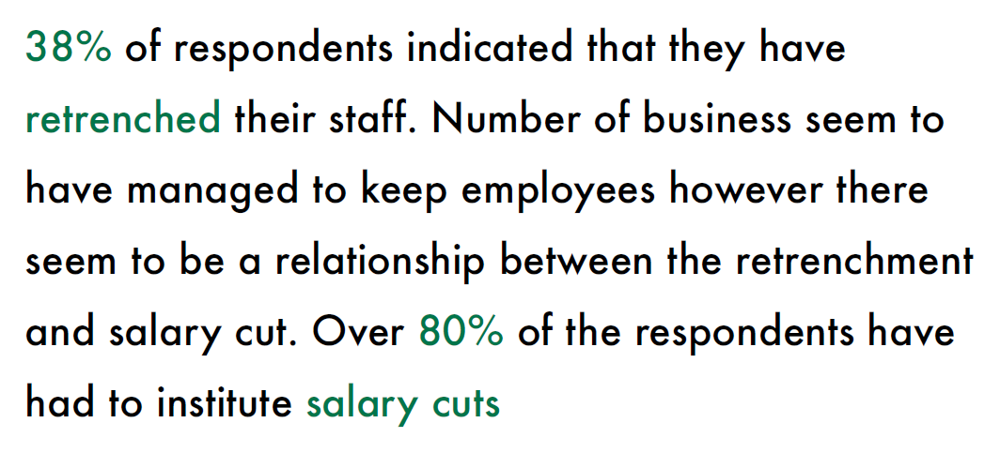 38% of respondents indicated that they have
retrenched their staff. Number of business seem to
have managed to keep employees however there
seem to be a relationship between the retrenchment
and salary cut. Over 80% of the respondents have
had to institute salary cuts